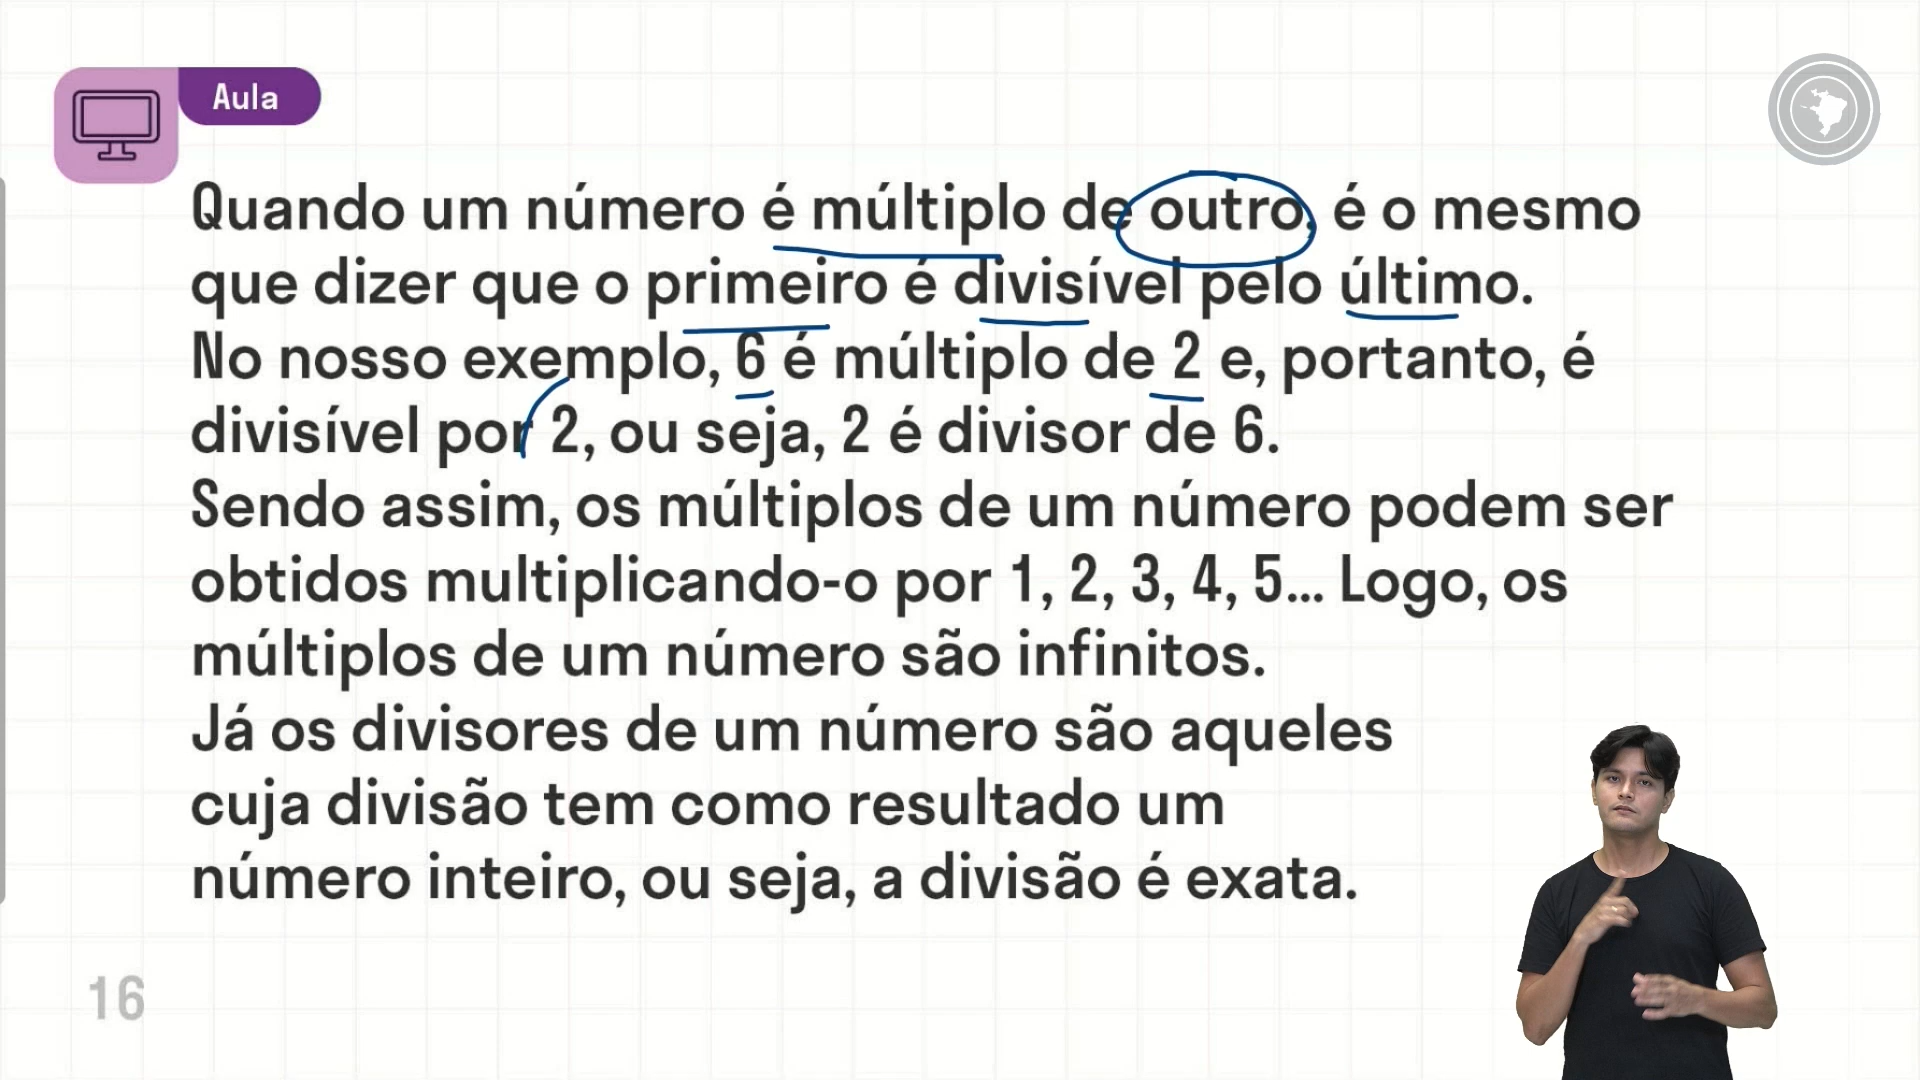 Aula
Quando um número é múltiplo de outro, é o mesmo
que dizer que o primeiro é divisível pelo último.
No nosso exemplo, 6 é múltiplo de 2 e, portanto, é
divisível por 2, ou seja, 2 é divisor de 6.
Sendo assim, os múltiplos de um número podem ser
obtidos multiplicando-o por 1, 2, 3, 4, 5... Logo, os
múltiplos de um número são infinitos.
Já os divisores de um número são aqueles
cuja divisão tem como resultado um
número inteiro, ou seja, a divisão é exata.
16